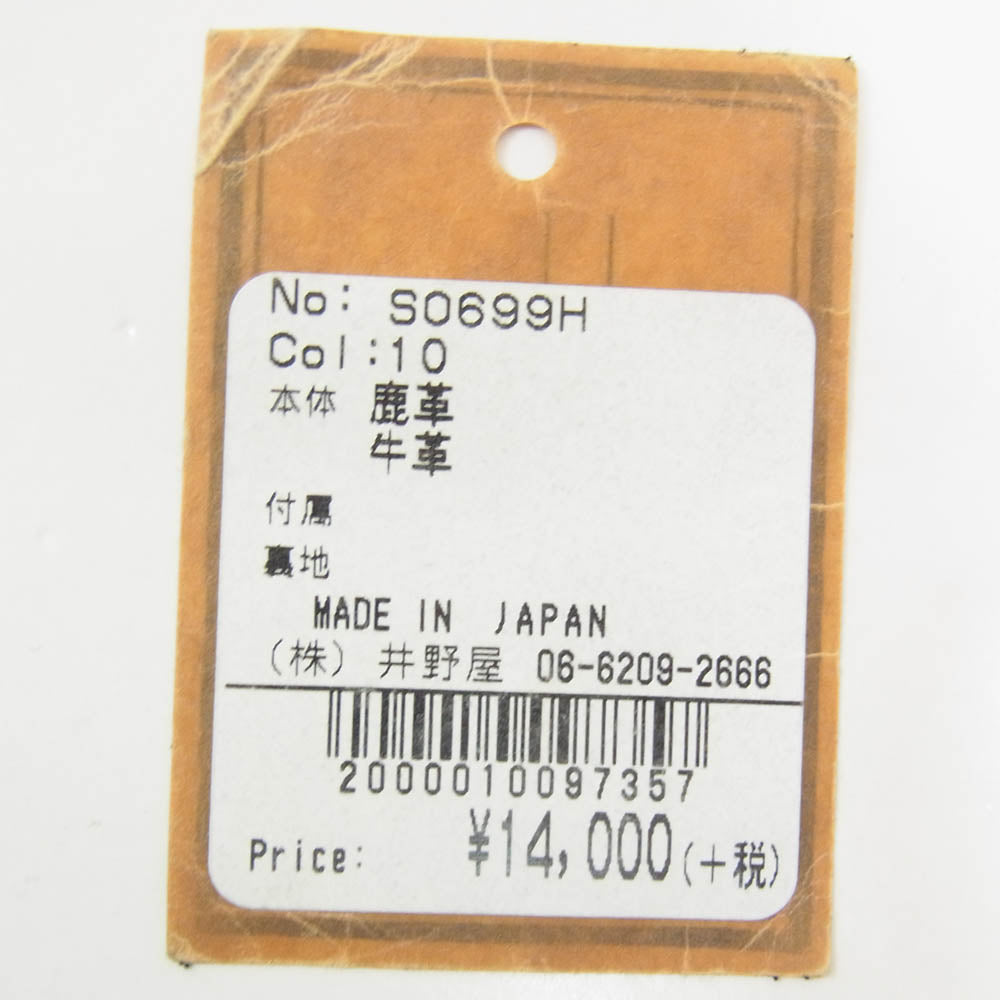 No: S0699H
Col:10
本体 鹿革
牛革
付属
裏地
MADE IN JAPAN
(株) 井野屋 06-6209-2666
2000010097357
Price: ¥14,000(+税)